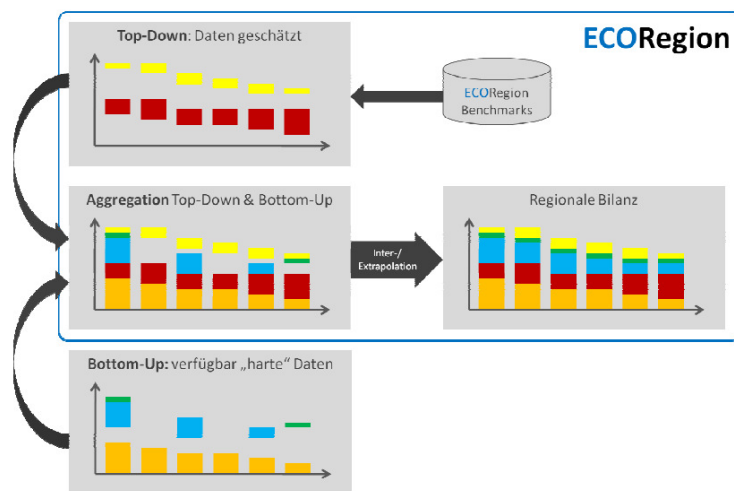 Top-Down: Daten geschätzt
ECORegion
ECORegion
Benchmarks
Aggregation Top-Down & Bottom-Up
Regionale Bilanz
Inter-/
Extrapolation
Bottom-Up: verfügbar „harte“ Daten